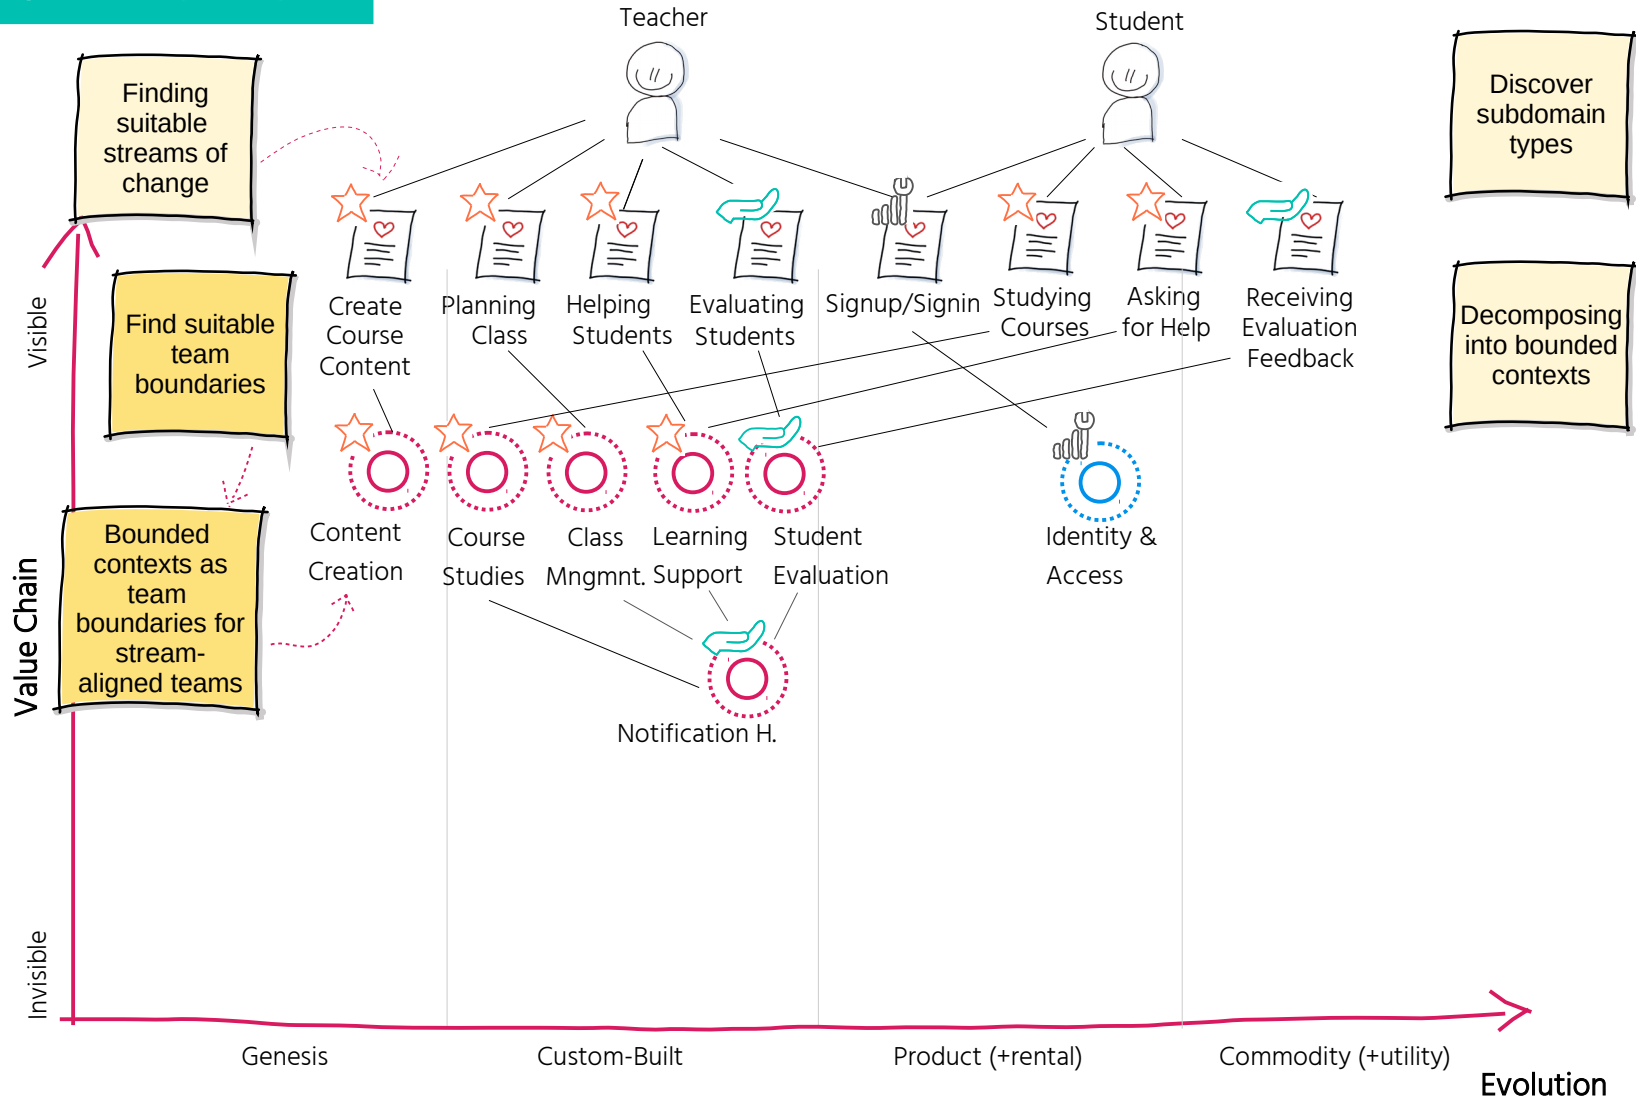 Teacher
Student
Finding
suitable
streams of
change
Discover
subdomain
types
Visible
Find suitable
team
boundaries
Create
Course
Content
Planning
Class
Helping
Students
Evaluating
Students
Signup/Signin
Studying
Courses
Asking
for Help
Receiving
Evaluation
Feedback
Decomposing
into bounded
contexts
Value Chain
Bounded
contexts as
team
boundaries for
stream-
aligned teams
Content
Creation
Course
Studies
Class
Mngmnt.
Learning
Support
Student
Evaluation
Identity &
Access
Notification H.
Invisible
Genesis
Custom-Built
Product (+rental)
Commodity (+utility)
Evolution